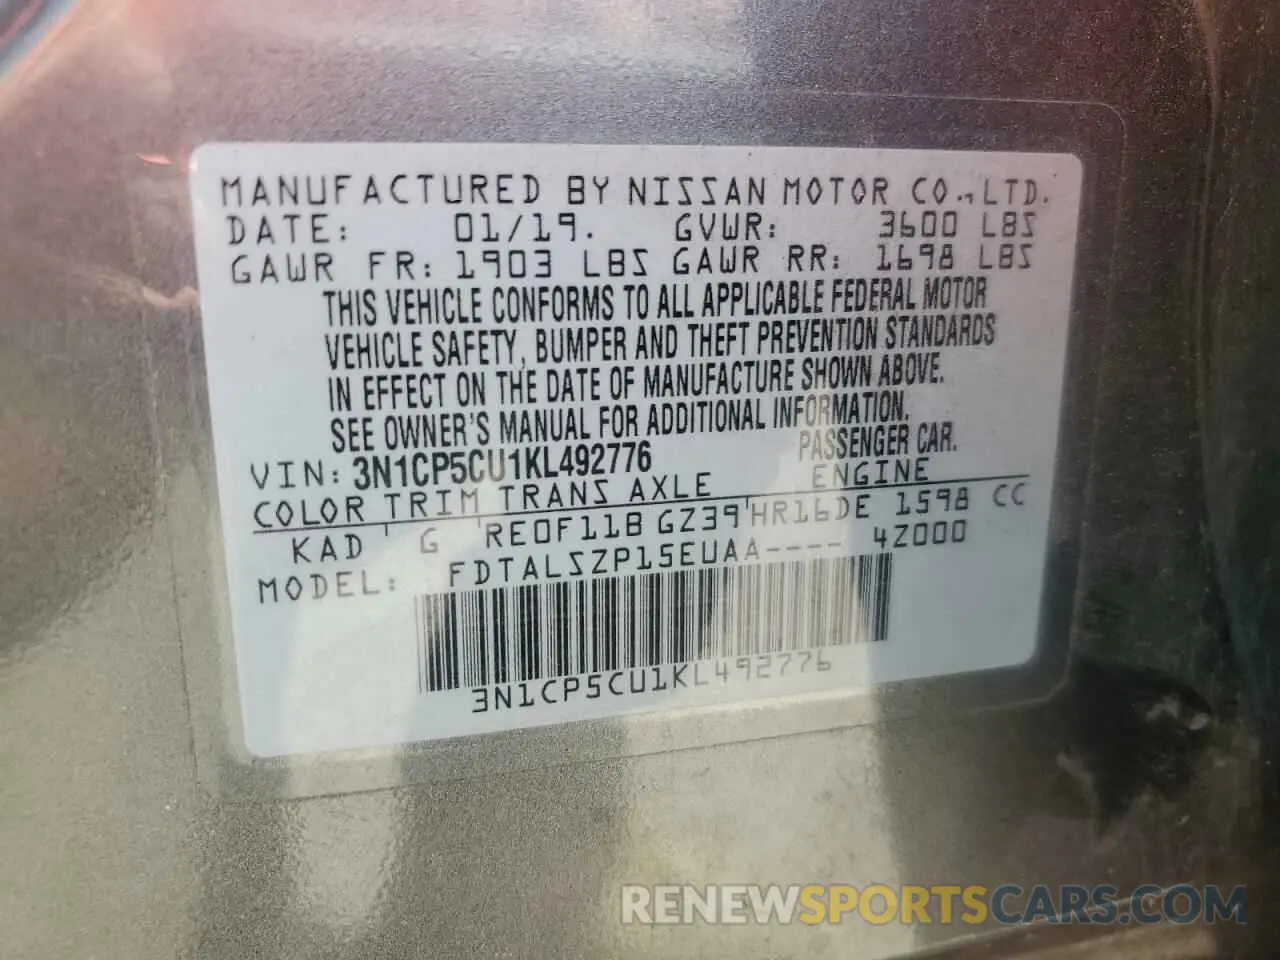 MANUFACTURED BY NISSAN MOTOR CO., LTD.
DATE: 01/19. GVWR: 3600 LBS
GAWR FR: 1903 LBS GAWR RR: 1698 LBS
THIS VEHICLE CONFORMS TO ALL APPLICABLE FEDERAL MOTOR
VEHICLE SAFETY, BUMPER AND THEFT PREVENTION STANDARDS
IN EFFECT ON THE DATE OF MANUFACTURE SHOWN ABOVE.
SEE OWNER'S MANUAL FOR ADDITIONAL INFORMATION.
VIN: 3N1CP5CU1KL492776 PASSENGER CAR.
COLOR TRIM TRANS AXLE ENGINE
KAD G RE0F11B GZ39 HR16DE 1598 CC
MODEL: FDTALSZP15EUAA---- 4Z000
3N1CP5CU1KL492776
RENEWSPORTSCARS.COM